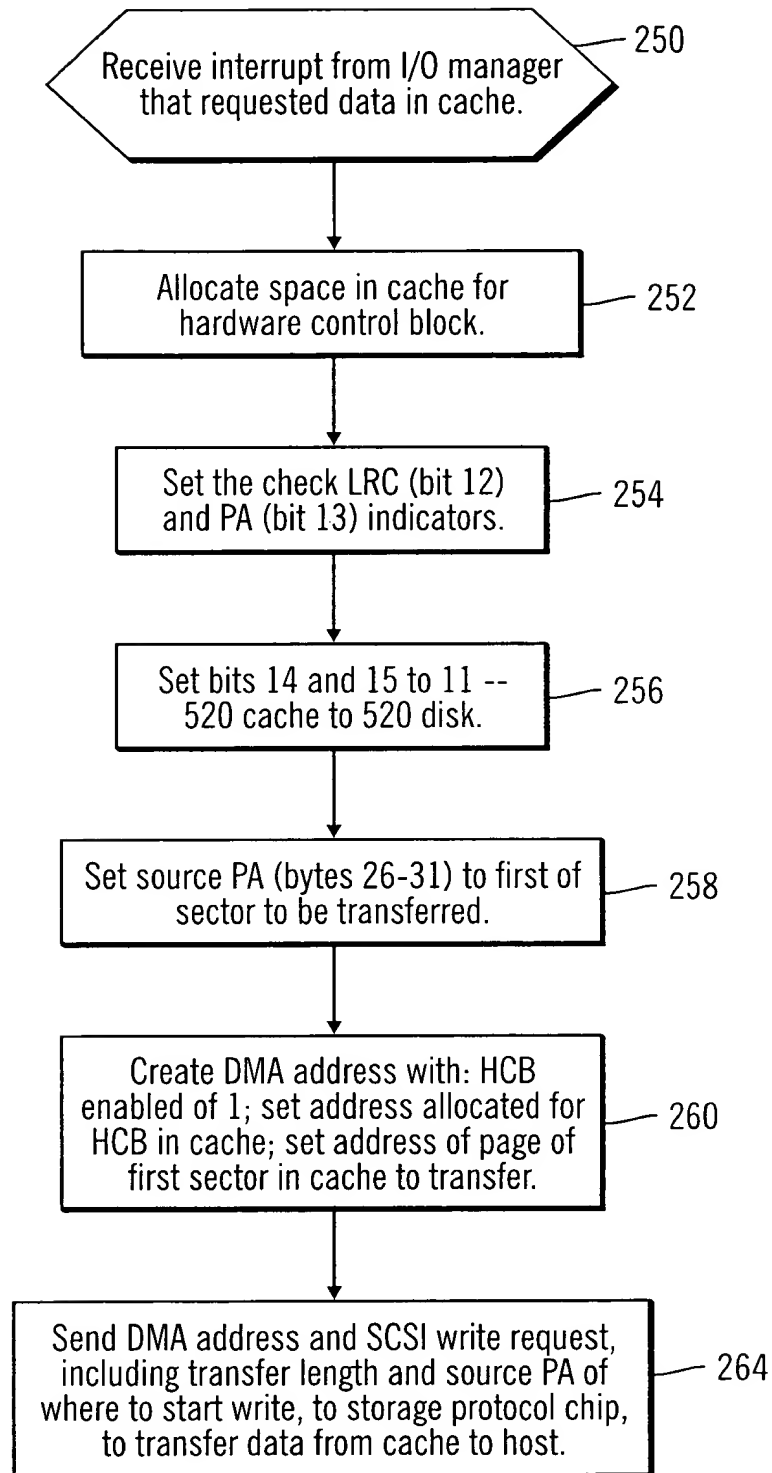 Receive interrupt from I/O manager
that requested data in cache.
250
Allocate space in cache for
hardware control block.
252
Set the check LRC (bit 12)
and PA (bit 13) indicators.
254
Set bits 14 and 15 to 11 --
520 cache to 520 disk.
256
Set source PA (bytes 26-31) to first of
sector to be transferred.
258
Create DMA address with: HCB
enabled of 1; set address allocated for
HCB in cache; set address of page of
first sector in cache to transfer.
260
Send DMA address and SCSI write request,
including transfer length and source PA of
where to start write, to storage protocol chip,
to transfer data from cache to host.
264